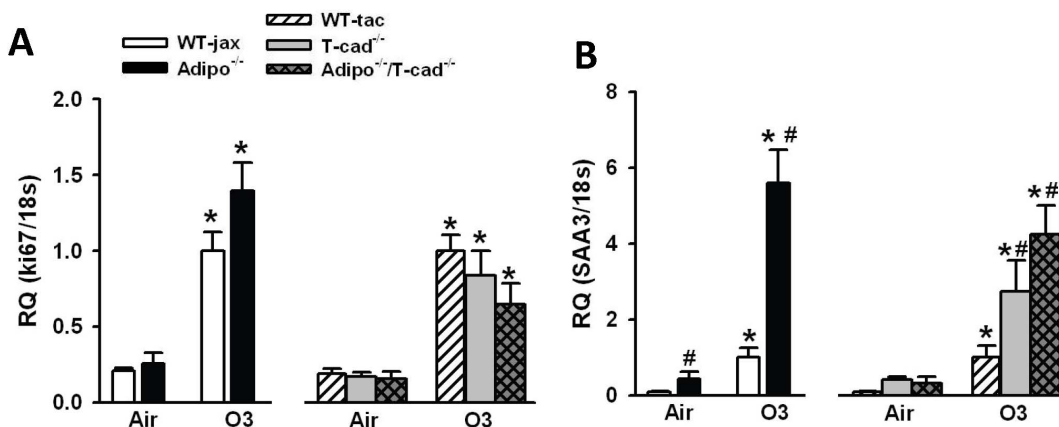 A
WT-jax
Adipo-/-
WT-tac
T-cad-/-
Adipo-/-/T-cad-/-
RQ (ki67/18s)
2.0
1.5
1.0
0.5
0.0
* *
* * *
Air O3 Air O3
B
RQ (SAA3/18s)
8
6
4
2
0
#
* * #
* *# *#
Air O3 Air O3